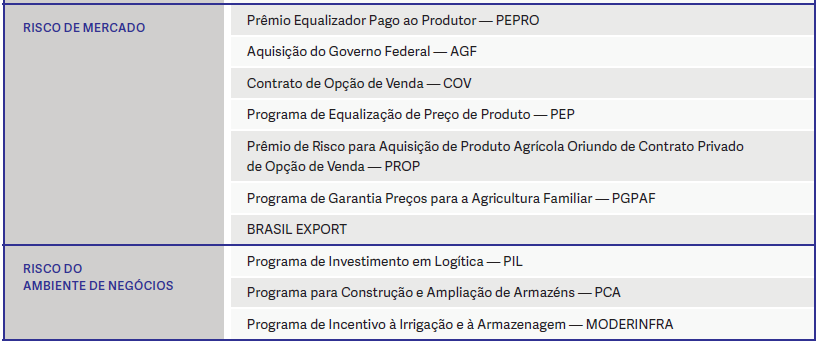 RISCO DE MERCADO
Prêmio Equalizador Pago ao Produtor — PEPRO
Aquisição do Governo Federal — AGF
Contrato de Opção de Venda — COV
Programa de Equalização de Preço de Produto — PEP
Prêmio de Risco para Aquisição de Produto Agrícola Oriundo de Contrato Privado
de Opção de Venda — PROP
Programa de Garantia Preços para a Agricultura Familiar — PGPAF
BRASIL EXPORT
RISCO DO
AMBIENTE DE NEGÓCIOS
Programa de Investimento em Logítica — PIL
Programa para Construção e Ampliação de Armazéns — PCA
Programa de Incentivo à Irrigação e à Armazenagem — MODERINFRA